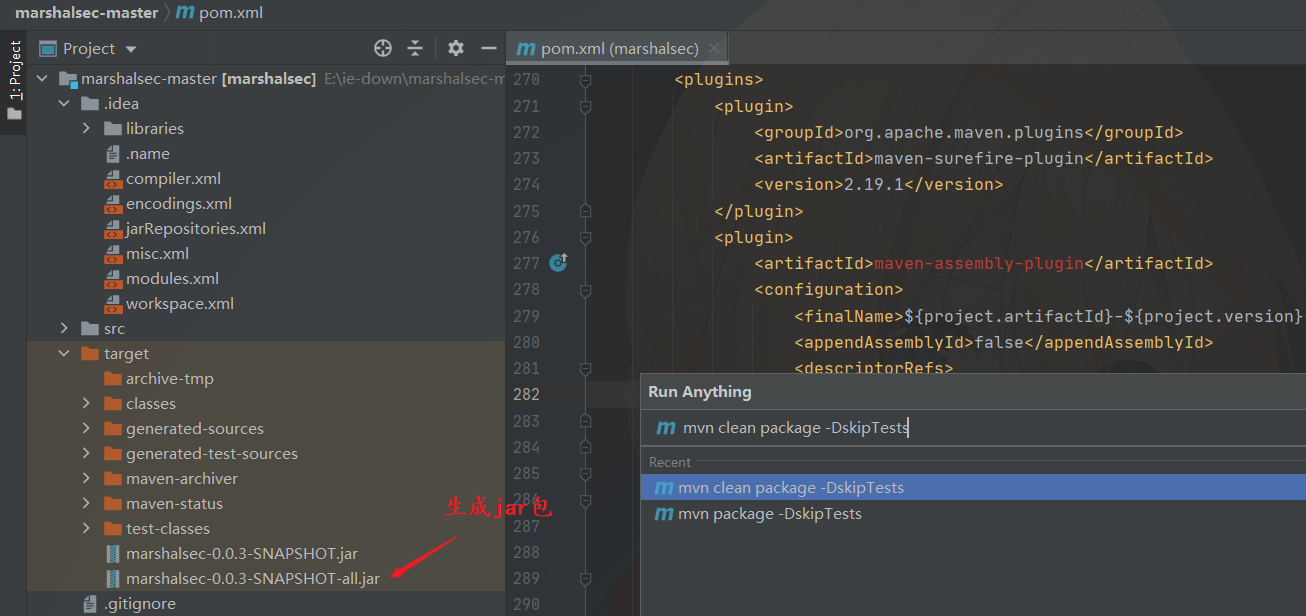 marshalsec-master pom.xml
1: Project
Project
marshalsec-master [marshalsec] E:\ie-down\marshalsec-m
.idea
libraries
.name
compiler.xml
encodings.xml
jarRepositories.xml
misc.xml
modules.xml
workspace.xml
src
target
archive-tmp
classes
generated-sources
generated-test-sources
maven-archiver
maven-status
test-classes
marshalsec-0.0.3-SNAPSHOT.jar
marshalsec-0.0.3-SNAPSHOT-all.jar
.gitignore
生成jar包
pom.xml (marshalsec)
270 <plugins>
271 <plugin>
272 <groupId>org.apache.maven.plugins</groupId>
273 <artifactId>maven-surefire-plugin</artifactId>
274 <version>2.19.1</version>
275 </plugin>
276 <plugin>
277 <artifactId>maven-assembly-plugin</artifactId>
278 <configuration>
279 <finalName>${project.artifactId}-${project.version}
280 <appendAssemblyId>false</appendAssemblyId>
281 <descriptorRefs>
282
283
284
285
286
287
288
289
290
Run Anything
mvn clean package -DskipTests
Recent
mvn clean package -DskipTests
mvn package -DskipTests